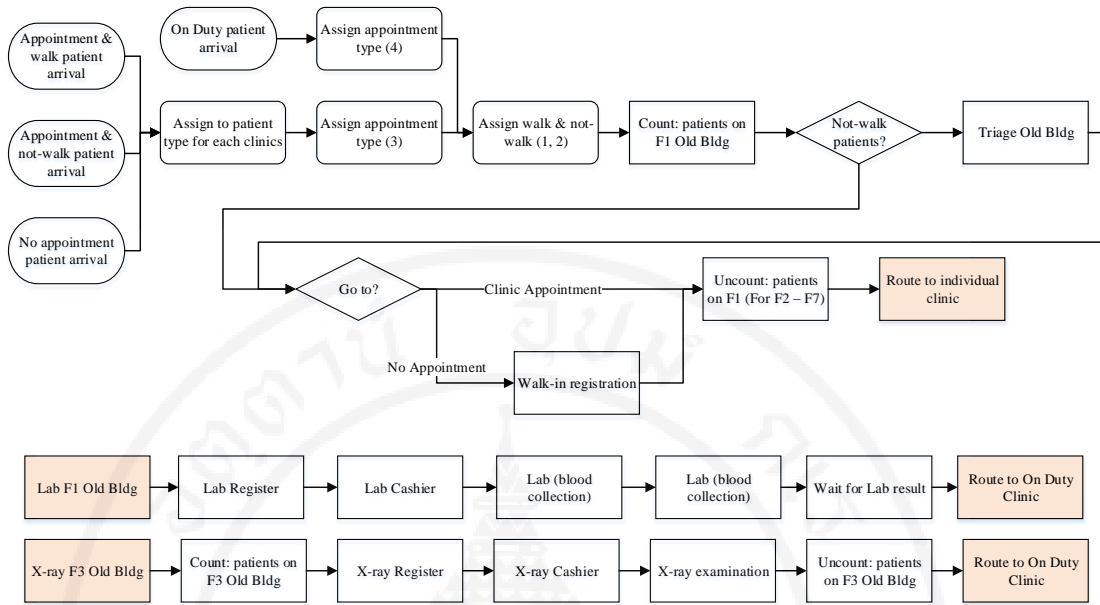 Appointment &
walk patient
arrival
On Duty patient
arrival
Assign appointment
type (4)
Appointment &
not-walk patient
arrival
Assign to patient
type for each clinics
Assign appointment
type (3)
Assign walk & not-
walk (1, 2)
Count: patients on
F1 Old Bldg
Not-walk
patients?
Triage Old Bldg
No appointment
patient arrival
Go to?
Clinic Appointment
Uncount: patients
on F1 (For F2 – F7)
Route to individual
clinic
No Appointment
Walk-in registration
Lab F1 Old Bldg
Lab Register
Lab Cashier
Lab (blood
collection)
Lab (blood
collection)
Wait for Lab result
Route to On Duty
Clinic
X-ray F3 Old Bldg
Count: patients on
F3 Old Bldg
X-ray Register
X-ray Cashier
X-ray examination
Uncount: patients
on F3 Old Bldg
Route to On Duty
Clinic